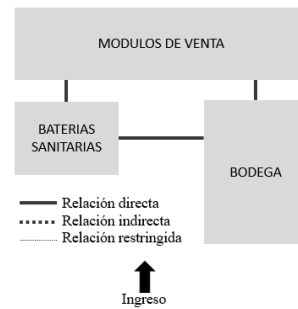 MODULOS DE VENTA
BATERIAS
SANITARIAS
BODEGA
Relación directa
Relación indirecta
Relación restringida
Ingreso